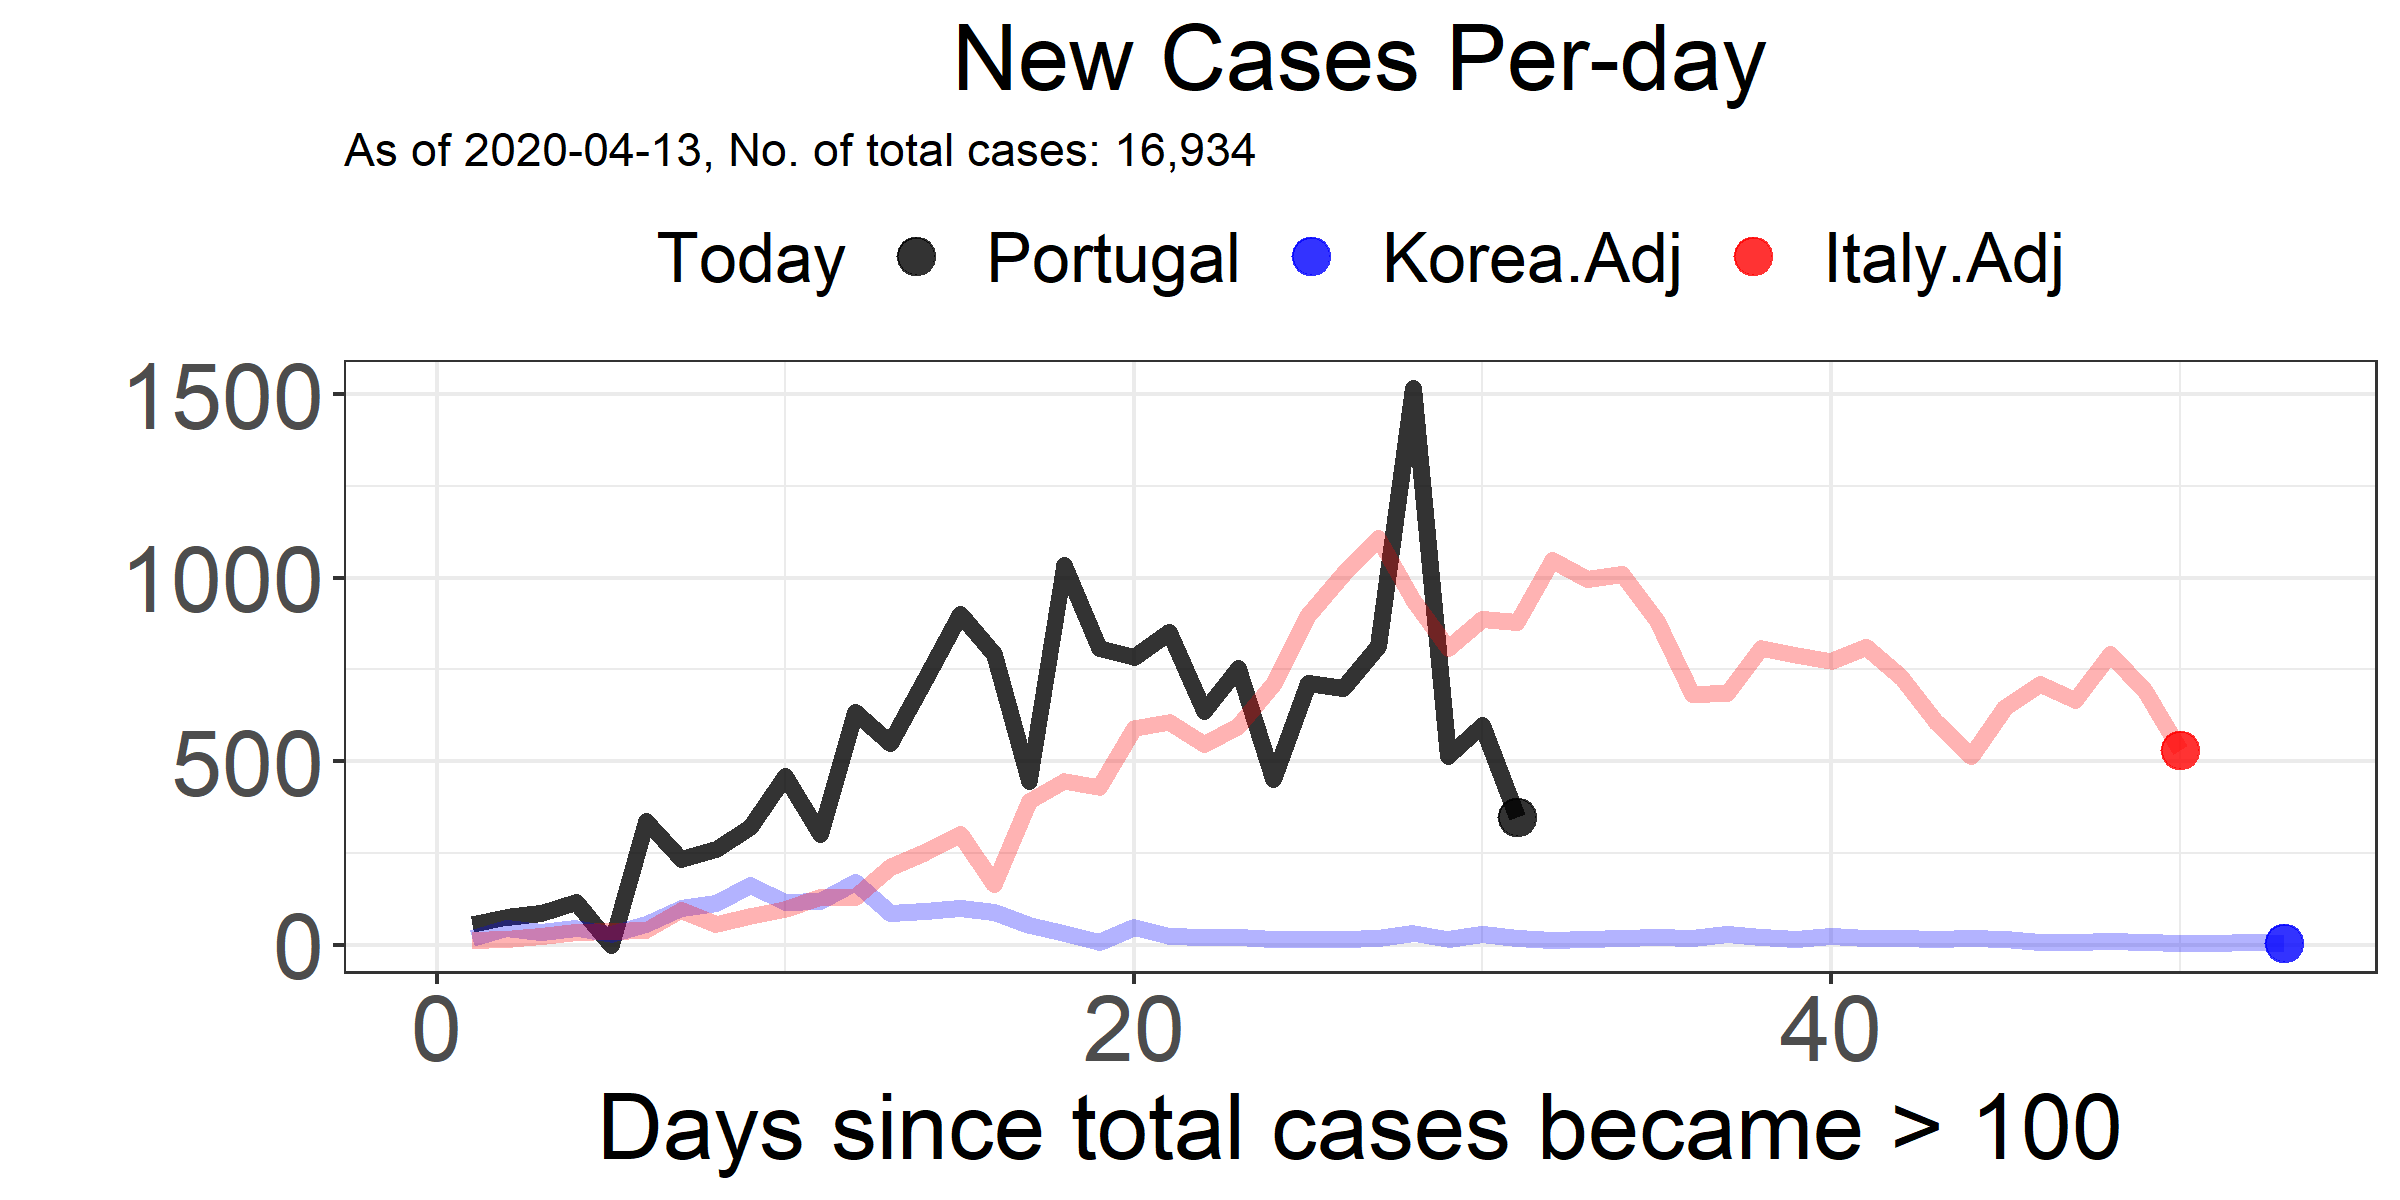 New Cases Per-day
As of 2020-04-13, No. of total cases: 16,934
Today Portugal Korea.Adj Italy.Adj
1500
1000
500
0
0 20 40
Days since total cases became > 100